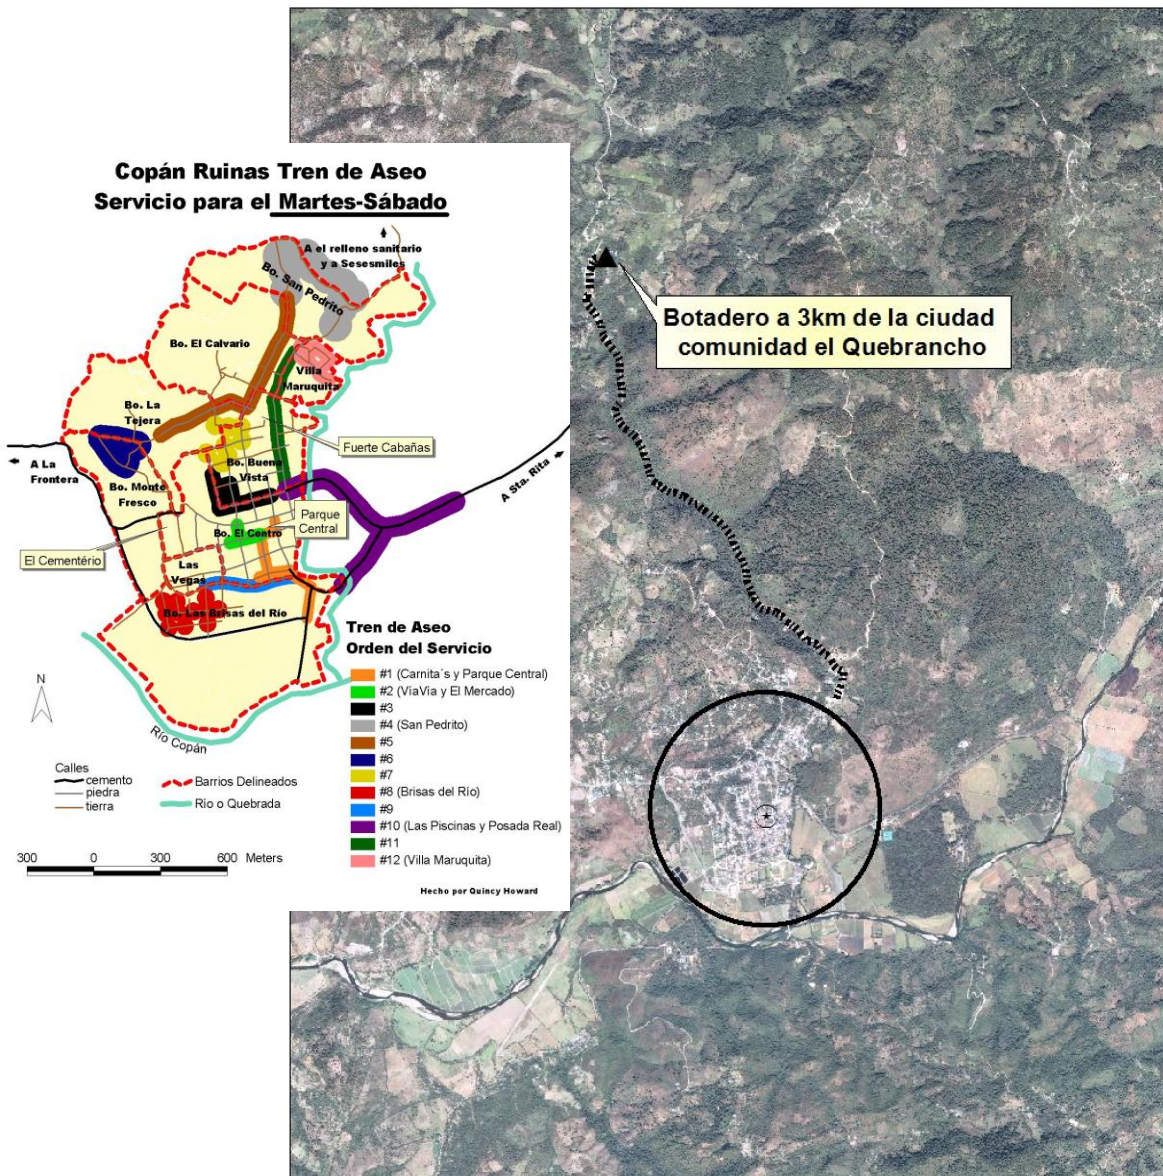 Copán Ruinas Tren de Aseo
Servicio para el Martes-Sábado
A el relleno sanitario
y a Sesesmiles
Bo. San Pedrito
Bo. El Calvario
Villa
Maruquita
Bo. La
Tejera
Fuerte Cabañas
A La
Frontera
Bo. Buena
Vista
A Sta. Rita
Bo. Monte
Fresco
Parque
Central
Bo. El Centro
El Cementério
Las
Vegas
Bo. Las Brisas del Río
Río Copán
N
Tren de Aseo
Orden del Servicio
#1 (Carnita´s y Parque Central)
#2 (ViaVia y El Mercado)
#3
#4 (San Pedrito)
#5
#6
#7
#8 (Brisas del Río)
#9
#10 (Las Piscinas y Posada Real)
#11
#12 (Villa Maruquita)
Calles
cemento
piedra
tierra
Barrios Delineados
Rio o Quebrada
300 0 300 600 Meters
Hecho por Quincy Howard
Botadero a 3km de la ciudad
comunidad el Quebrancho